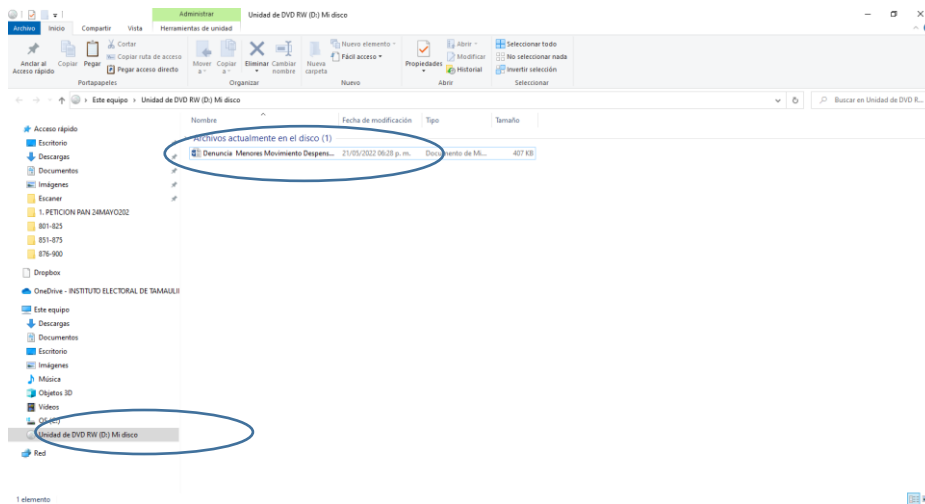 Administrar
Unidad de DVD RW (D:) Mi disco
Archivo
Inicio
Compartir
Vista
Herramientas de unidad
Anclar al
Acceso rápido
Copiar
Pegar
Cortar
Copiar ruta de acceso
Pegar acceso directo
Portapapeles
Mover
a
Copiar
a
Eliminar
Cambiar
nombre
Organizar
Nueva
carpeta
Nuevo elemento
Fácil acceso
Nuevo
Propiedades
Abrir
Modificar
Historial
Abrir
Seleccionar todo
No seleccionar nada
Invertir selección
Seleccionar
Este equipo › Unidad de DVD RW (D:) Mi disco
Buscar en Unidad de DVD R...
Nombre
Fecha de modificación
Tipo
Tamaño
Archivos actualmente en el disco (1)
Denuncia Menores Movimiento Despens...
21/05/2022 06:28 p. m.
Documento de Mi...
407 KB
Acceso rápido
Escritorio
Descargas
Documentos
Imágenes
Escaner
1. PETICION PAN 24MAYO202
801-825
851-875
876-900
Dropbox
OneDrive - INSTITUTO ELECTORAL DE TAMAULI
Este equipo
Descargas
Documentos
Escritorio
Imágenes
Música
Objetos 3D
Vídeos
OS (C:)
Unidad de DVD RW (D:) Mi disco
Red
1 elemento